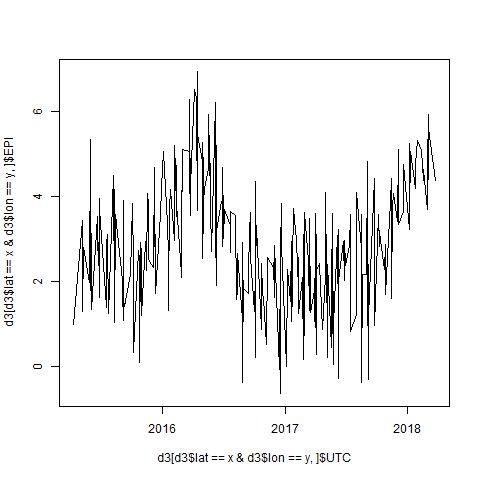 d3[d3$lat == x & d3$lon == y, ]$EPI
6
4
2
0
2016 2017 2018
d3[d3$lat == x & d3$lon == y, ]$UTC